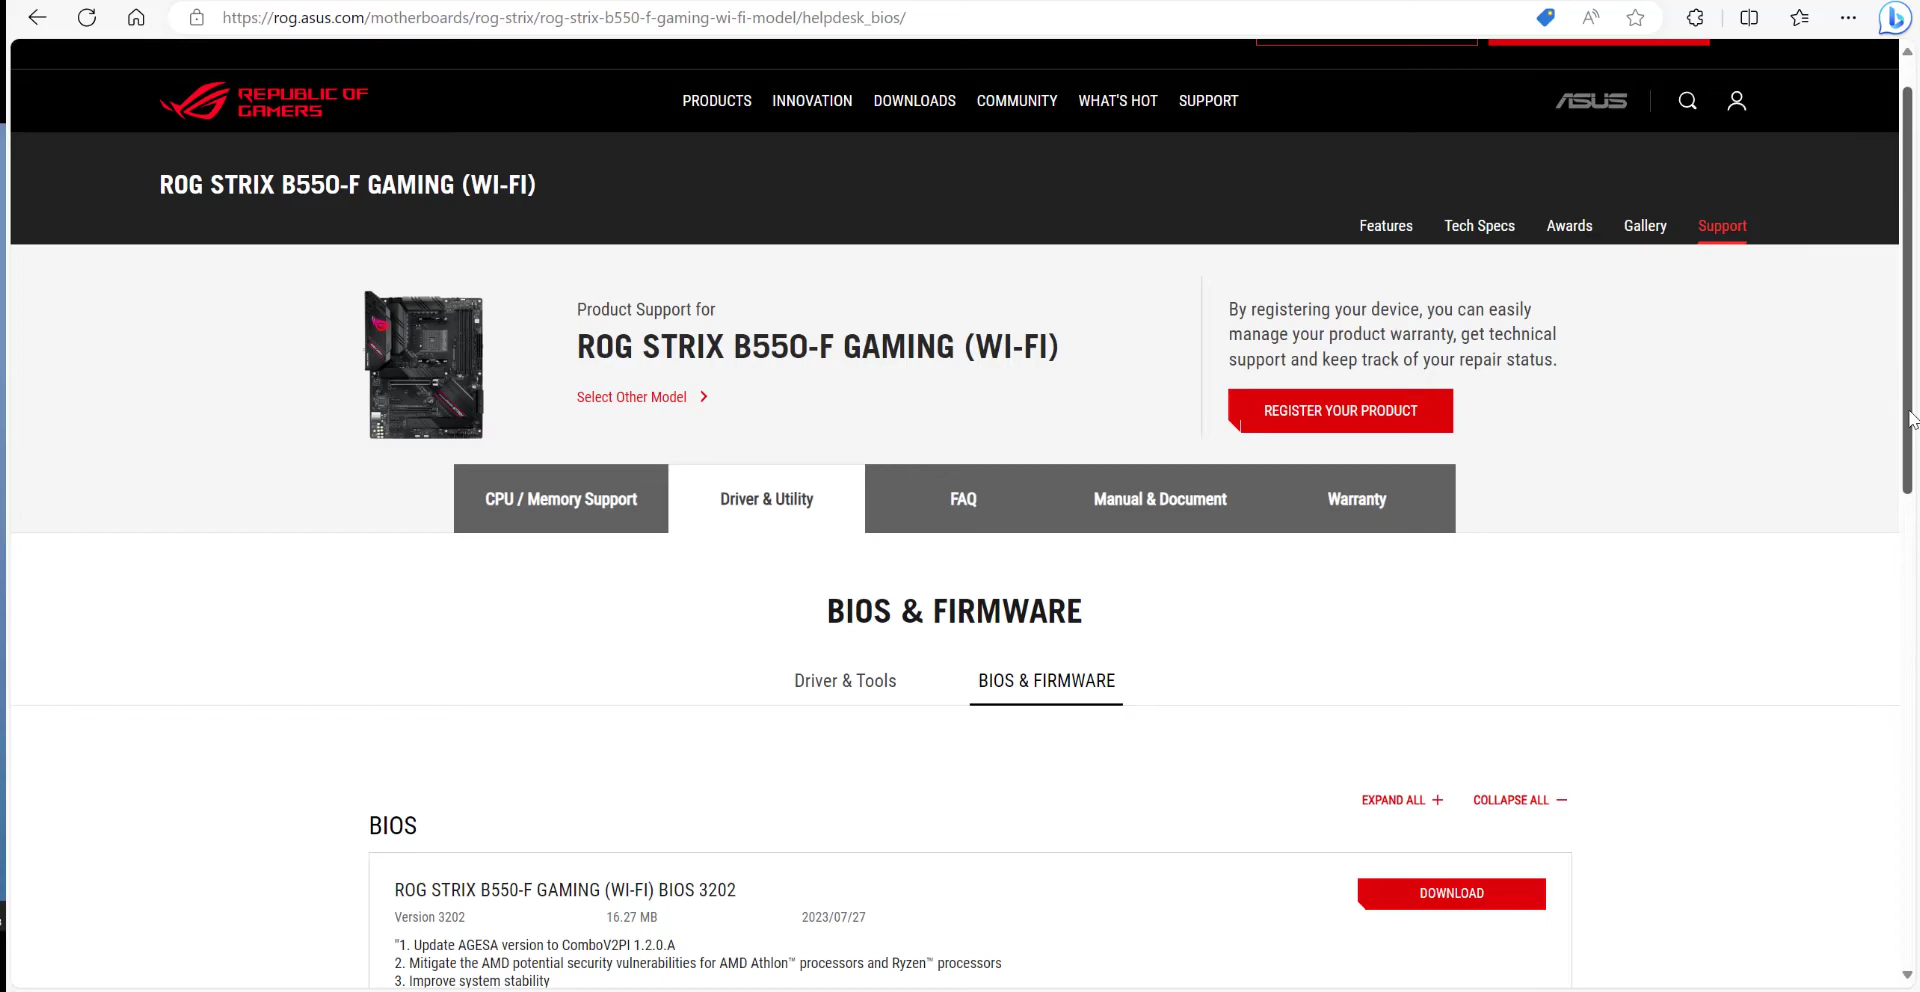 https://rog.asus.com/motherboards/rog-strix/rog-strix-b550-f-gaming-wi-fi-model/helpdesk_bios/
REPUBLIC OF
GAMERS
PRODUCTS INNOVATION DOWNLOADS COMMUNITY WHAT'S HOT SUPPORT
ASUS
ROG STRIX B550-F GAMING (WI-FI)
Features Tech Specs Awards Gallery Support
Product Support for
ROG STRIX B550-F GAMING (WI-FI)
Select Other Model
By registering your device, you can easily
manage your product warranty, get technical
support and keep track of your repair status.
REGISTER YOUR PRODUCT
CPU / Memory Support Driver & Utility FAQ Manual & Document Warranty
BIOS & FIRMWARE
Driver & Tools BIOS & FIRMWARE
EXPAND ALL + COLLAPSE ALL −
BIOS
ROG STRIX B550-F GAMING (WI-FI) BIOS 3202
DOWNLOAD
Version 3202 16.27 MB 2023/07/27
"1. Update AGESA version to ComboV2PI 1.2.0.A
2. Mitigate the AMD potential security vulnerabilities for AMD Athlon™ processors and Ryzen™ processors
3. Improve system stability